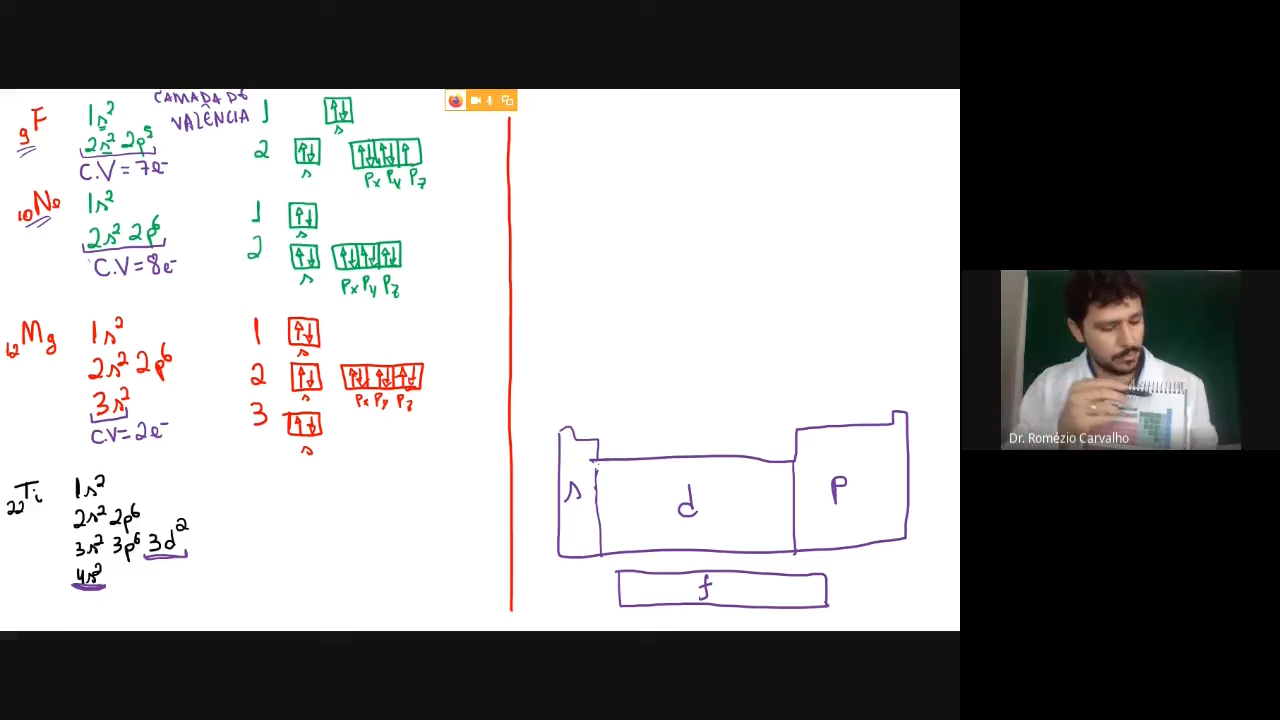 CAMADA DE
VALÊNCIA
9F 1s² 1 ↑↓
s
2s² 2p⁵ 2 ↑↓ ↑↓ ↑↓ ↑
s Px Py Pz
C.V = 7e-
10Ne 1s² 1 ↑↓
s
2s² 2p⁶ 2 ↑↓ ↑↓ ↑↓ ↑↓
s Px Py Pz
C.V = 8e-
12Mg 1s² 1 ↑↓
s
2s² 2p⁶ 2 ↑↓ ↑↓ ↑↓ ↑↓
s Px Py Pz
3s² 3 ↑↓
s
C.V = 2e-
22Ti 1s²
2s² 2p⁶
3s² 3p⁶ 3d²
4s²
s d p
f
Dr. Romézio Carvalho